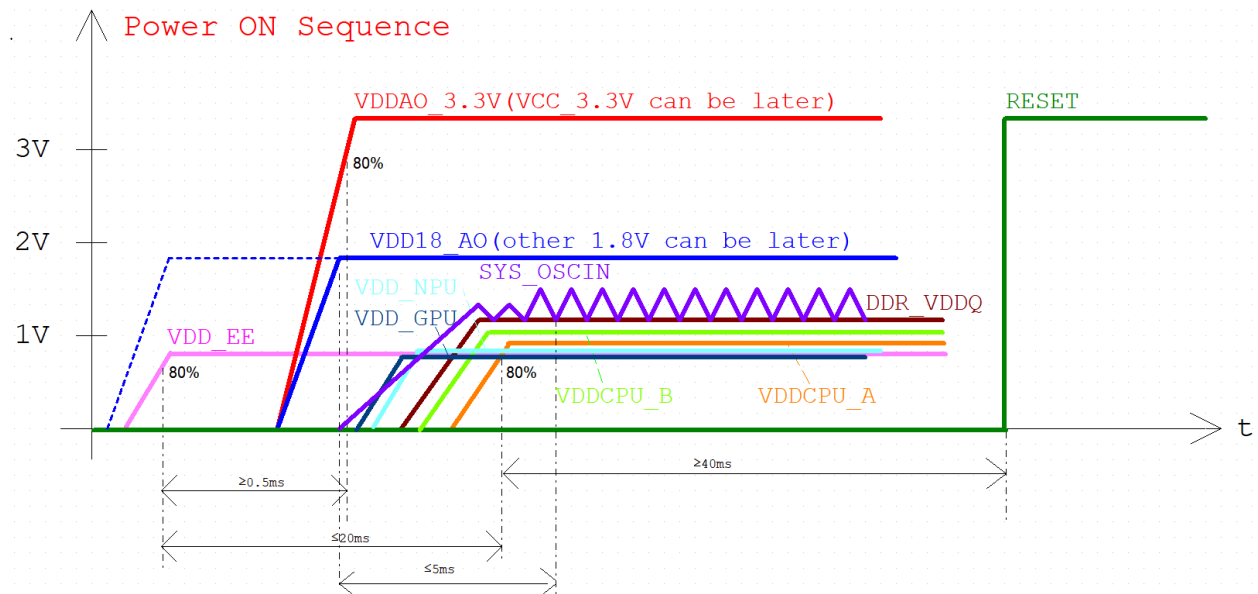 Power ON Sequence
VDDAO_3.3V(VCC_3.3V can be later)
RESET
3V
80%
2V
VDD18_AO(other 1.8V can be later)
SYS_OSCIN
VDD_NPU
DDR_VDDQ
VDD_GPU
1V
VDD_EE
80%
80%
VDDCPU_B
VDDCPU_A
t
≥40ms
≥0.5ms
≤20ms
≤5ms